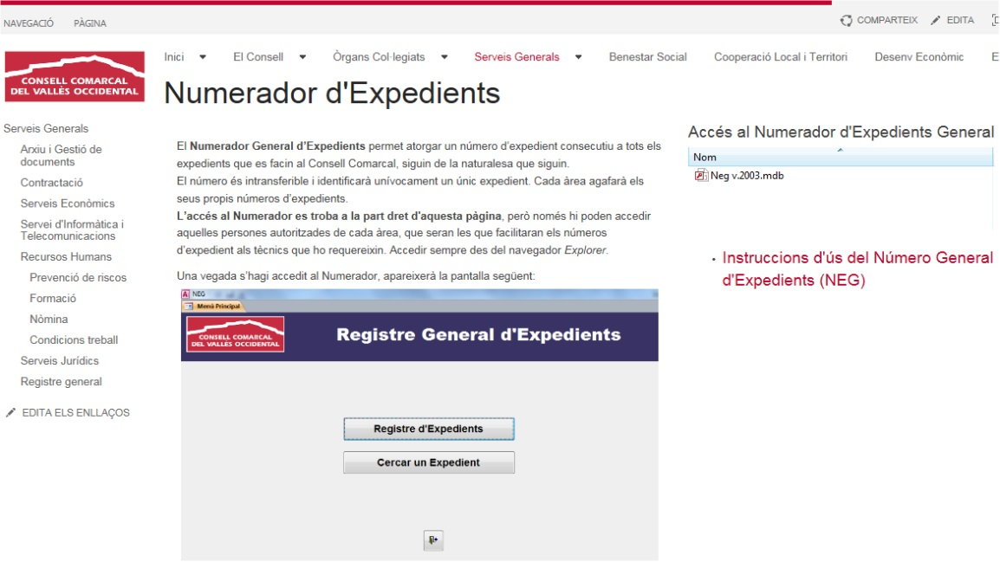 NAVEGACIÓ PÀGINA
COMPARTEIX EDITA
CONSELL COMARCAL
DEL VALLÈS OCCIDENTAL
Inici El Consell Òrgans Col·legiats Serveis Generals Benestar Social Cooperació Local i Territori Desenv Econòmic E
Numerador d'Expedients
Serveis Generals
Arxiu i Gestió de
documents
Contractació
Serveis Econòmics
Servei d'Informàtica i
Telecomunicacions
Recursos Humans
Prevenció de riscos
Formació
Nòmina
Condicions treball
Serveis Jurídics
Registre general
EDITA ELS ENLLAÇOS
El Numerador General d'Expedients permet atorgar un número d'expedient consecutiu a tots els
expedients que es facin al Consell Comarcal, siguin de la naturalesa que siguin.
El número és intransferible i identificarà unívocament un únic expedient. Cada àrea agafarà els
seus propis números d'expedients.
L'accés al Numerador es troba a la part dret d'aquesta pàgina, però només hi poden accedir
aquelles persones autoritzades de cada àrea, que seran les que facilitaran els números
d'expedient als tècnics que ho requereixin. Accedir sempre des del navegador Explorer.
Una vegada s'hagi accedit al Numerador, apareixerà la pantalla següent:
A NEG
Menú Principal
CONSELL COMARCAL
DEL VALLÈS OCCIDENTAL
Registre General d'Expedients
Registre d'Expedients
Cercar un Expedient
Accés al Numerador d'Expedients General
Nom
Neg v.2003.mdb
• Instruccions d'ús del Número General
d'Expedients (NEG)